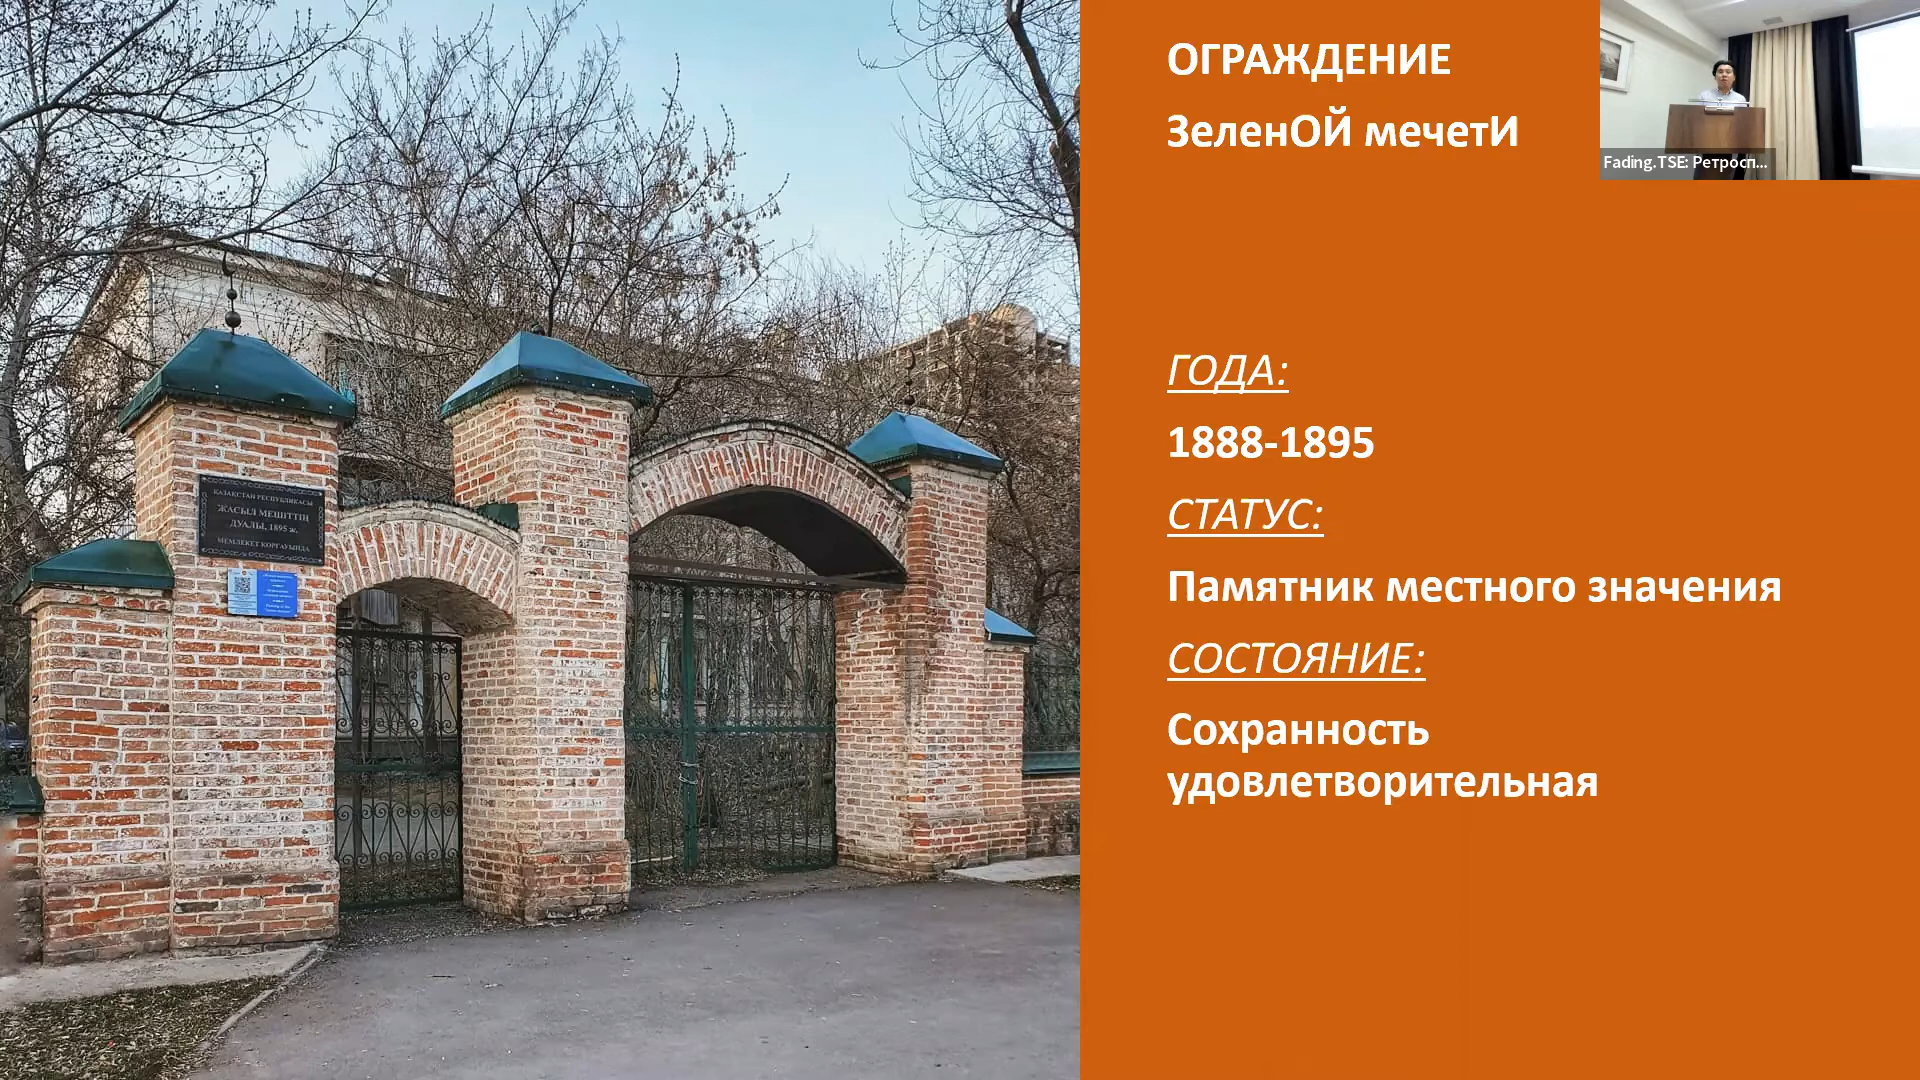 ОГРАЖДЕНИЕ
ЗеленОЙ мечетИ
ГОДА:
1888-1895
СТАТУС:
Памятник местного значения
СОСТОЯНИЕ:
Сохранность
удовлетворительная
Fading.TSE: Ретросп...
ҚАЗАҚСТАН РЕСПУБЛИКАСЫ
ЖАСЫЛ МЕШІТТІҢ
ДУАЛЫ, 1895 ж.
МЕМЛЕКЕТ ҚОРҒАУЫНДА